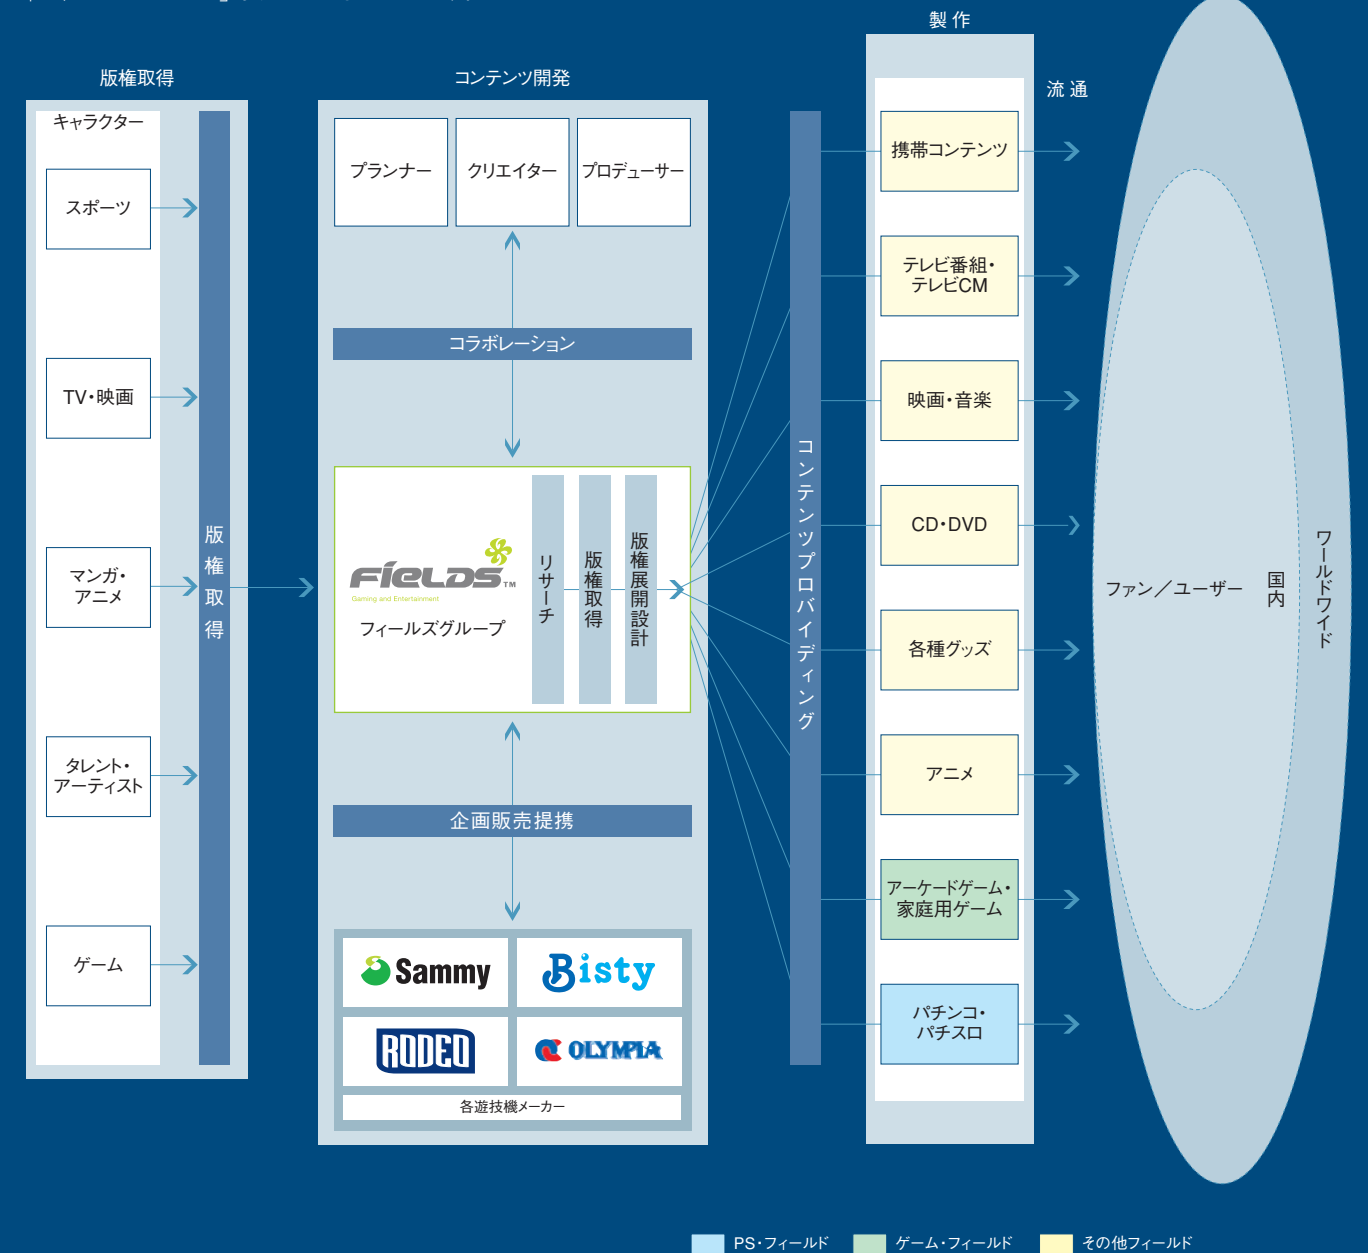 版権取得
キャラクター
スポーツ
TV・映画
マンガ・
アニメ
タレント・
アーティスト
ゲーム
版権取得
コンテンツ開発
プランナー
クリエイター
プロデューサー
コラボレーション
FIELDS TM
Gaming and Entertainment
フィールズグループ
リサーチ
版権取得
版権展開設計
企画販売提携
Sammy
Bisty
RODEO
OLYMPIA
各遊技機メーカー
コンテンツプロバイディング
製作
携帯コンテンツ
テレビ番組・
テレビCM
映画・音楽
CD・DVD
各種グッズ
アニメ
アーケードゲーム・
家庭用ゲーム
パチンコ・
パチスロ
流通
ファン／ユーザー
国内
ワールドワイド
PS・フィールド
ゲーム・フィールド
その他フィールド